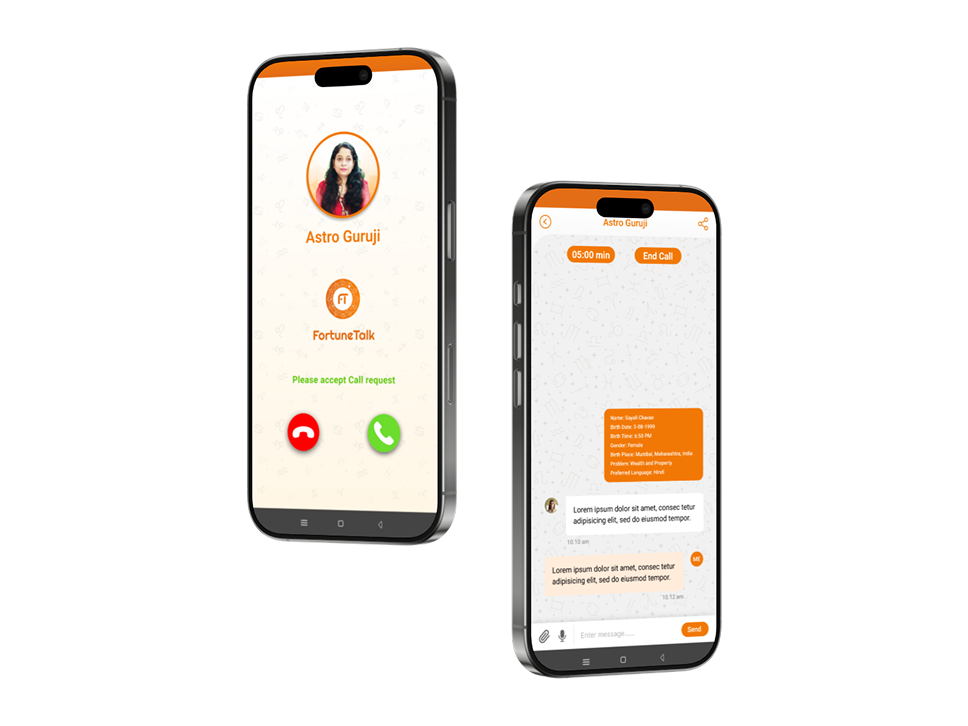 Astro Guruji
FT
FortuneTalk
Please accept Call request
Astro Guruji
05:00 min
End Call
Name: Sayali Chavan
Birth Date: 5-08-1999
Birth Time: 6:58 PM
Gender: Female
Birth Place: Mumbai, Maharashtra, India
Problem: Wealth and Property
Preferred Language: Hindi
Lorem ipsum dolor sit amet, consec tetur
adipisicing elit, sed do eiusmod tempor.
10.10 am
ME
Lorem ipsum dolor sit amet, consec tetur
adipisicing elit, sed do eiusmod tempor.
10.12 am
Enter message......
Send